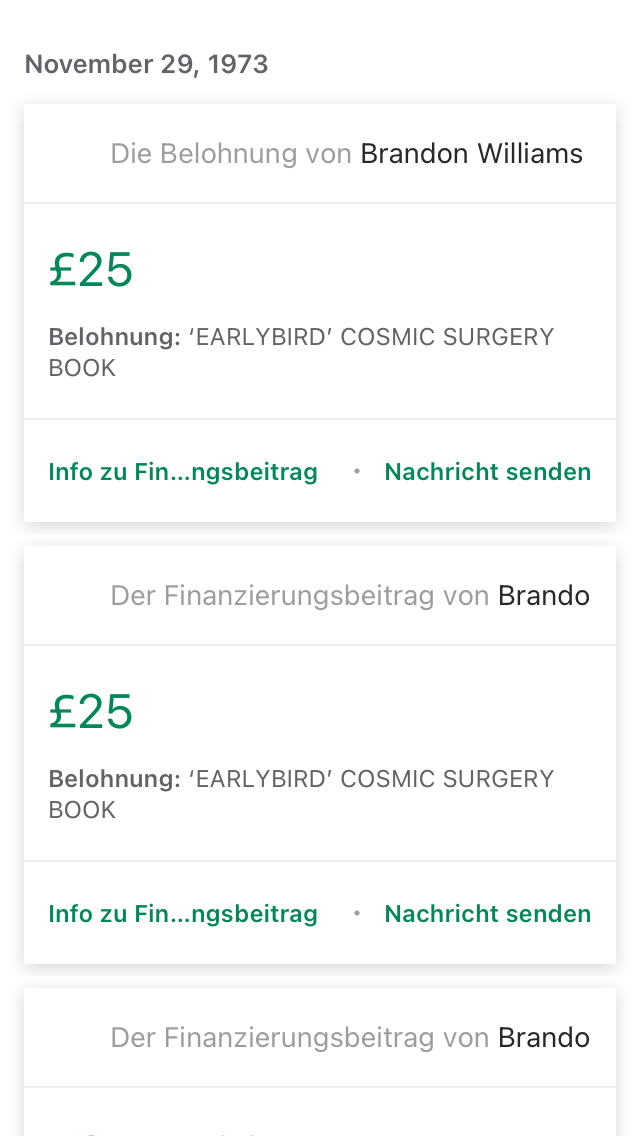 November 29, 1973
Die Belohnung von Brandon Williams
£25
Belohnung: ‘EARLYBIRD’ COSMIC SURGERY
BOOK
Info zu Fin...ngsbeitrag • Nachricht senden
Der Finanzierungsbeitrag von Brando
£25
Belohnung: ‘EARLYBIRD’ COSMIC SURGERY
BOOK
Info zu Fin...ngsbeitrag • Nachricht senden
Der Finanzierungsbeitrag von Brando